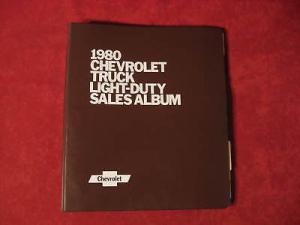 1980
CHEVROLET
TRUCK
LIGHT-DUTY
SALES ALBUM
Chevrolet